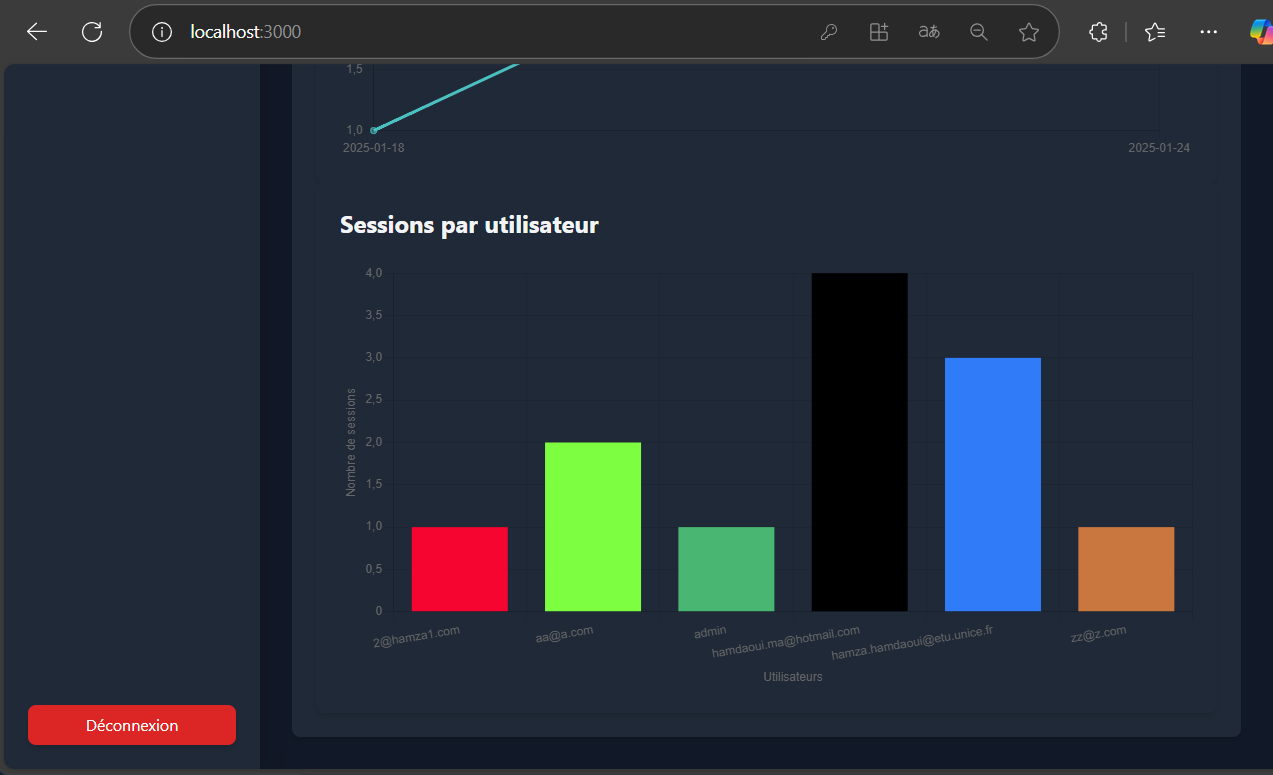 localhost:3000
1,5
1,0
2025-01-18 2025-01-24
Sessions par utilisateur
4,0
3,5
3,0
2,5
2,0
1,5
1,0
0,5
0
Nombre de sessions
2@hamza1.com
aa@a.com
admin
hamdaoui.ma@hotmail.com
hamza.hamdaoui@etu.unice.fr
zz@z.com
Utilisateurs
Déconnexion